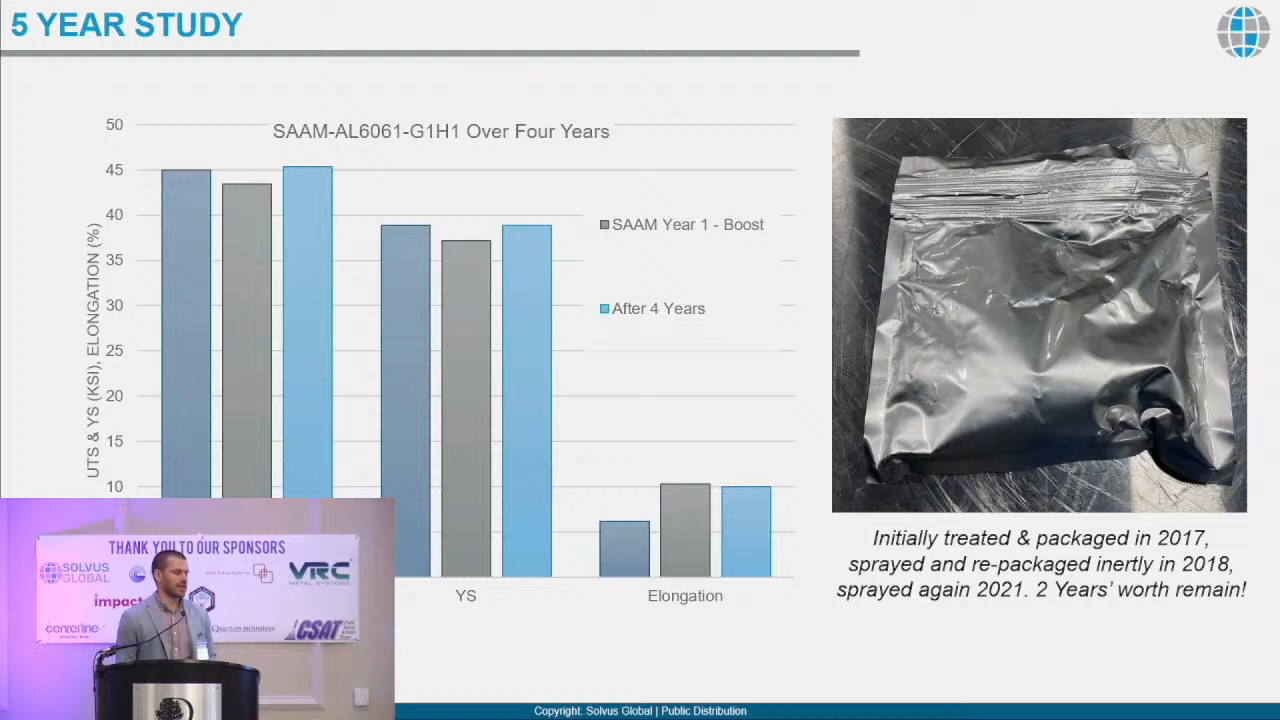 5 YEAR STUDY
SAAM-AL6061-G1H1 Over Four Years
50
45
40
35
30
25
20
15
10
UTS & YS (KSI), ELONGATION (%)
SAAM Year 1 - Boost
After 4 Years
YS
Elongation
Initially treated & packaged in 2017,
sprayed and re-packaged inertly in 2018,
sprayed again 2021. 2 Years' worth remain!
THANK YOU TO OUR SPONSORS
SOLVUS
GLOBAL
VRC
METAL SYSTEMS
impact
centerline
Quantum technology
CSAT
Copyright: Solvus Global | Public Distribution